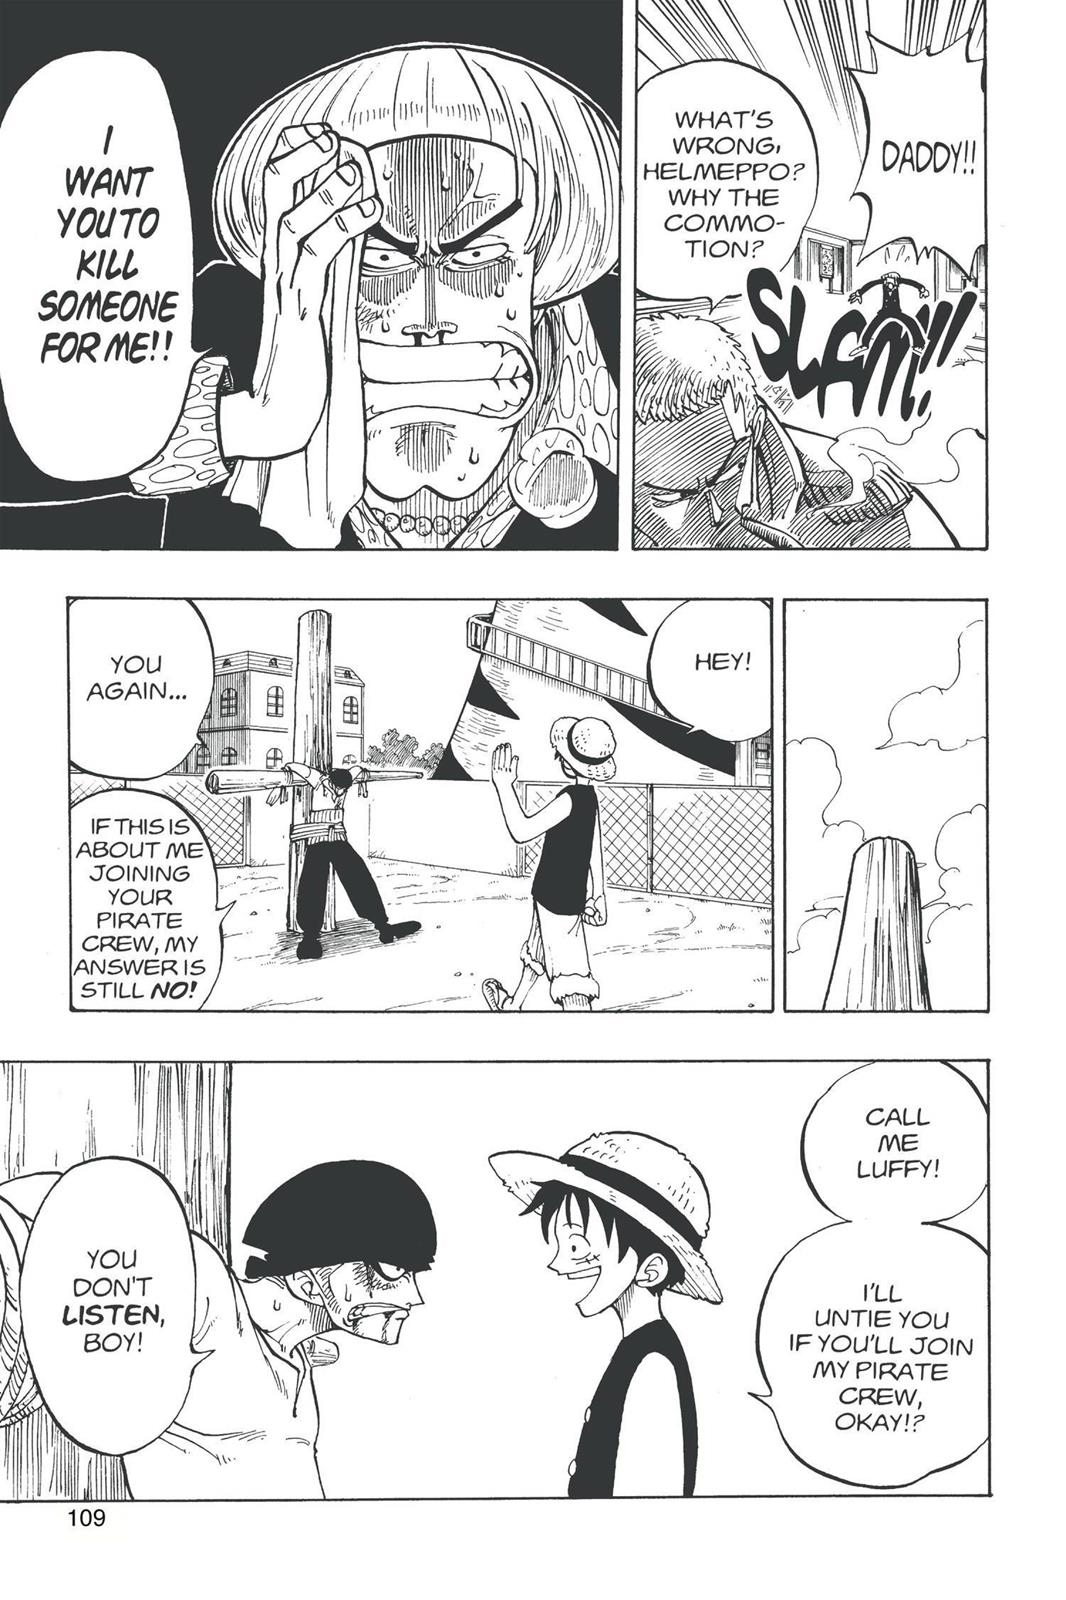 DADDY!!
WHAT'S
WRONG,
HELMEPPO?
WHY THE
COMMO-
TION?
SLAM!!
I
WANT
YOU TO
KILL
SOMEONE
FOR ME!!
HEY!
YOU
AGAIN...
IF THIS IS
ABOUT ME
JOINING
YOUR
PIRATE
CREW, MY
ANSWER IS
STILL NO!
CALL
ME
LUFFY!
I'LL
UNTIE YOU
IF YOU'LL JOIN
MY PIRATE
CREW,
OKAY!?
YOU
DON'T
LISTEN,
BOY!
109